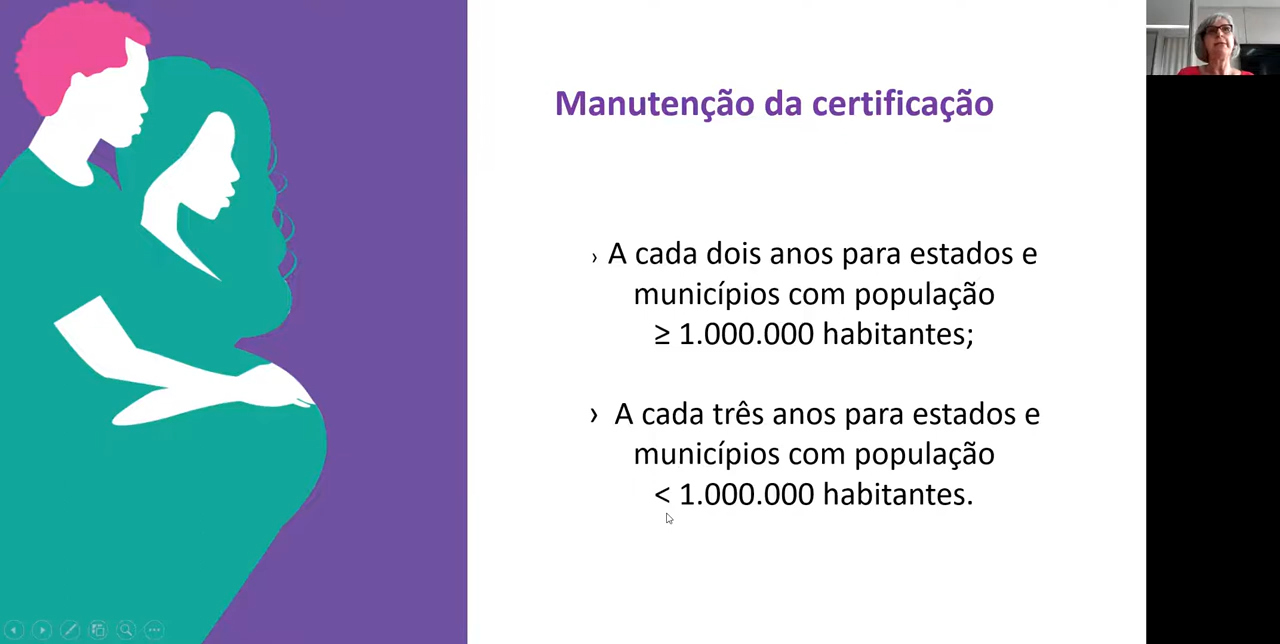 Manutenção da certificação
› A cada dois anos para estados e
municípios com população
≥ 1.000.000 habitantes;
› A cada três anos para estados e
municípios com população
< 1.000.000 habitantes.